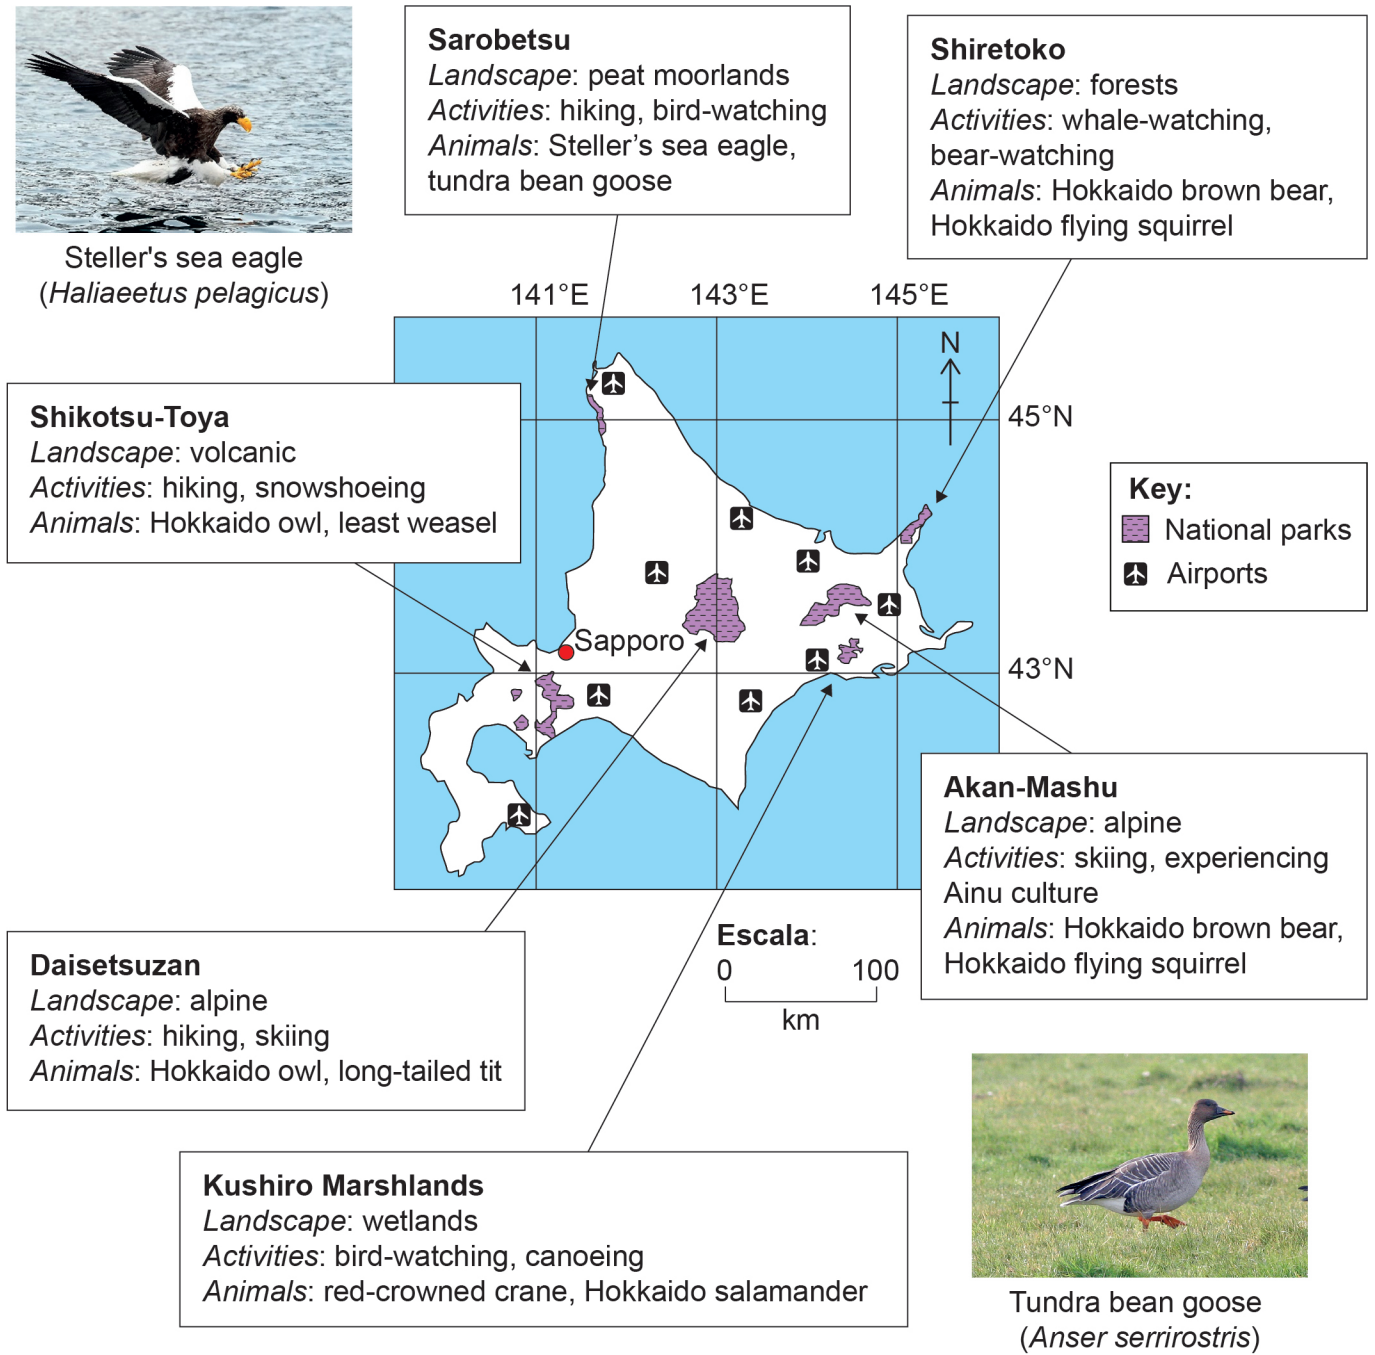 Steller's sea eagle
(Haliaeetus pelagicus)
Sarobetsu
Landscape: peat moorlands
Activities: hiking, bird-watching
Animals: Steller’s sea eagle,
tundra bean goose
Shiretoko
Landscape: forests
Activities: whale-watching,
bear-watching
Animals: Hokkaido brown bear,
Hokkaido flying squirrel
141°E
143°E
145°E
N
45°N
43°N
Shikotsu-Toya
Landscape: volcanic
Activities: hiking, snowshoeing
Animals: Hokkaido owl, least weasel
Key:
National parks
Airports
Sapporo
Akan-Mashu
Landscape: alpine
Activities: skiing, experiencing
Ainu culture
Animals: Hokkaido brown bear,
Hokkaido flying squirrel
Escala:
0 100
km
Daisetsuzan
Landscape: alpine
Activities: hiking, skiing
Animals: Hokkaido owl, long-tailed tit
Kushiro Marshlands
Landscape: wetlands
Activities: bird-watching, canoeing
Animals: red-crowned crane, Hokkaido salamander
Tundra bean goose
(Anser serrirostris)